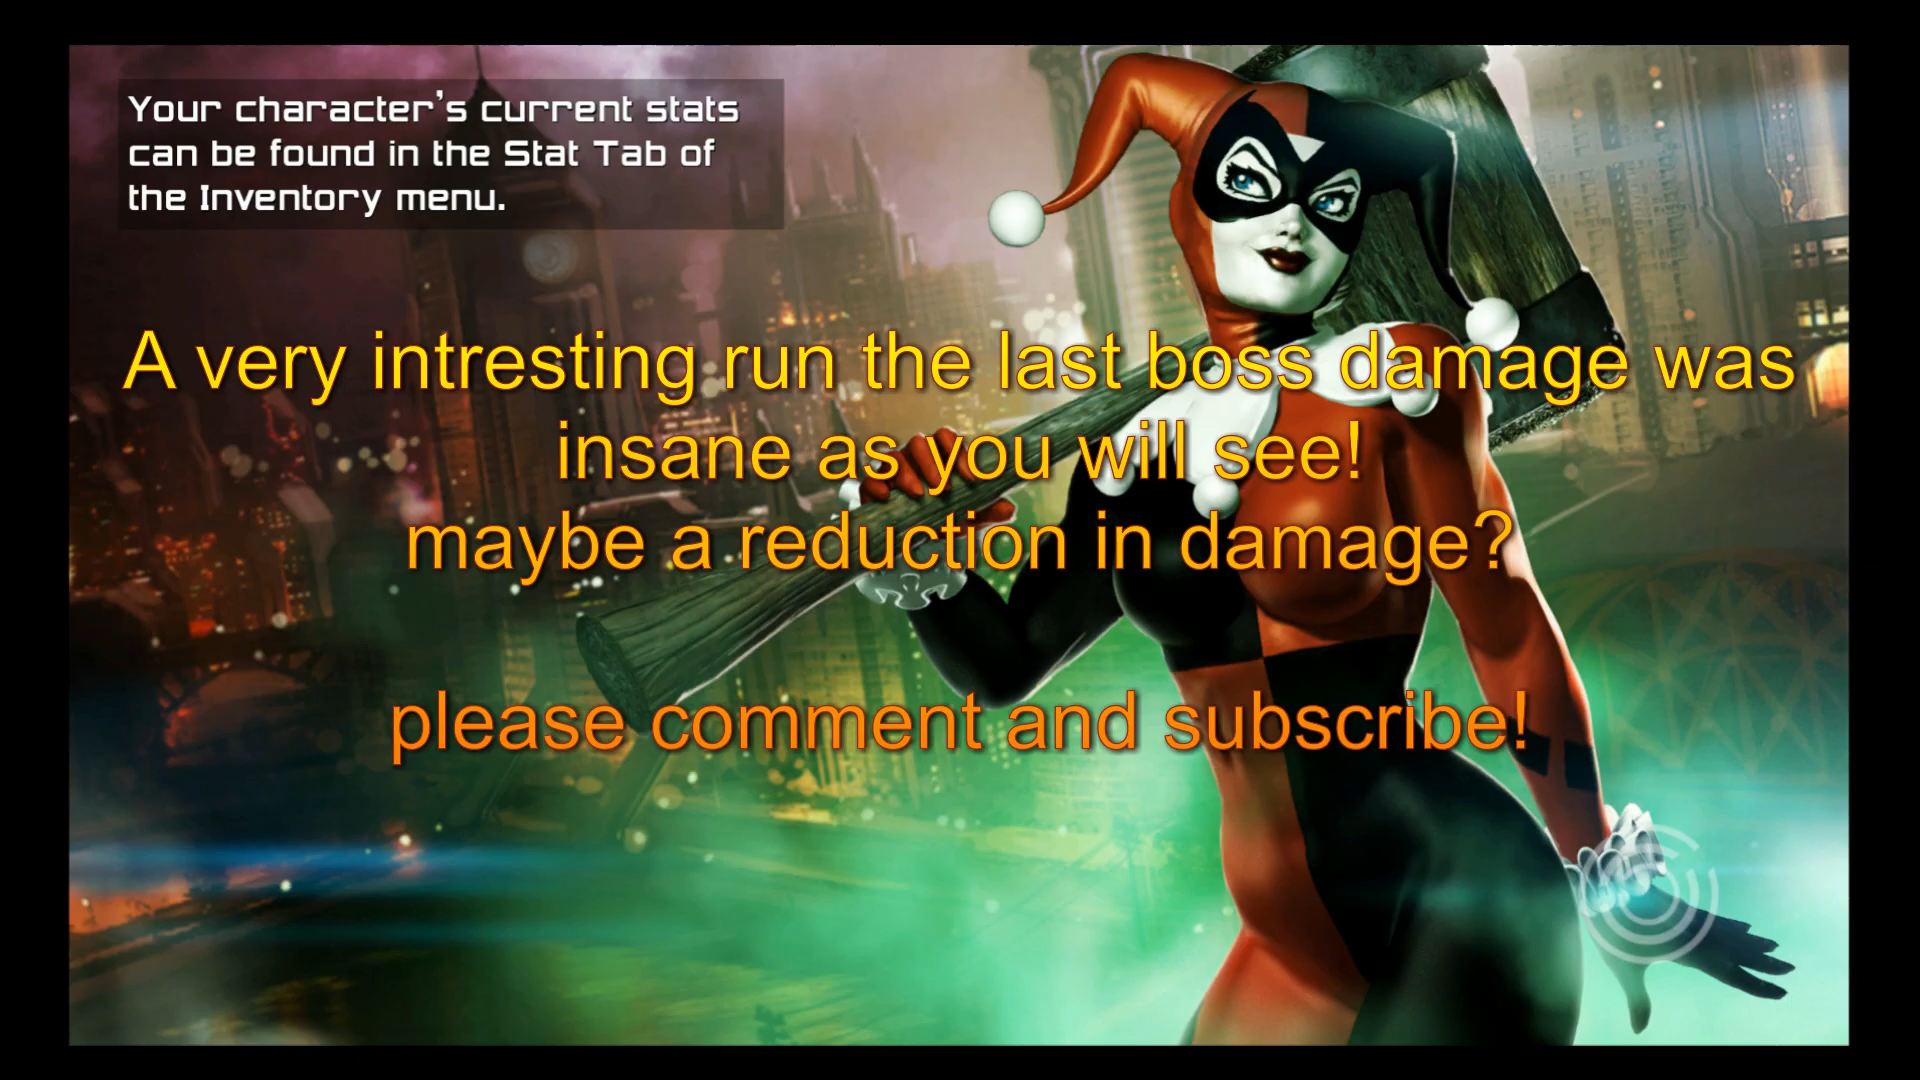 Your character's current stats
can be found in the Stat Tab of
the Inventory menu.
A very intresting run the last boss damage was
insane as you will see!
maybe a reduction in damage?
please comment and subscribe!